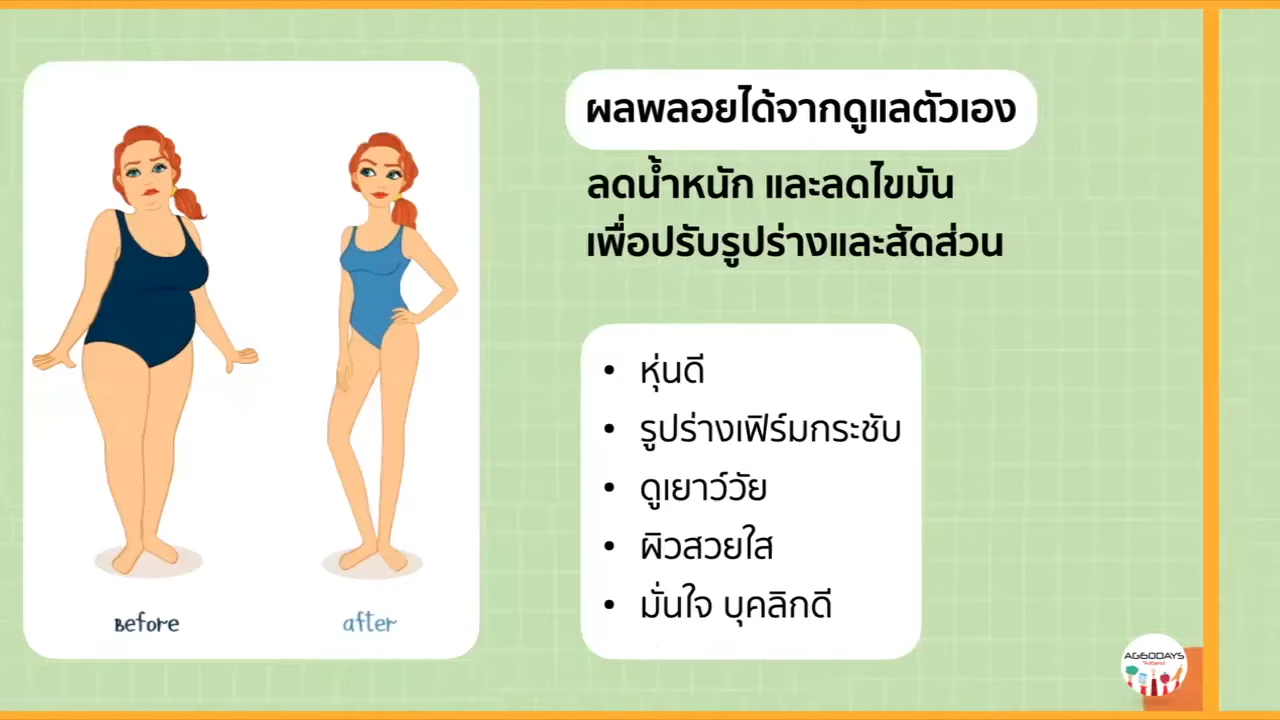 ผลพลอยได้จากดูแลตัวเอง
ลดน้ำหนัก และลดไขมัน
เพื่อปรับรูปร่างและสัดส่วน
• หุ่นดี
• รูปร่างเฟิร์มกระชับ
• ดูเยาว์วัย
• ผิวสวยใส
• มั่นใจ บุคลิกดี
Before
after
AG60DAYS